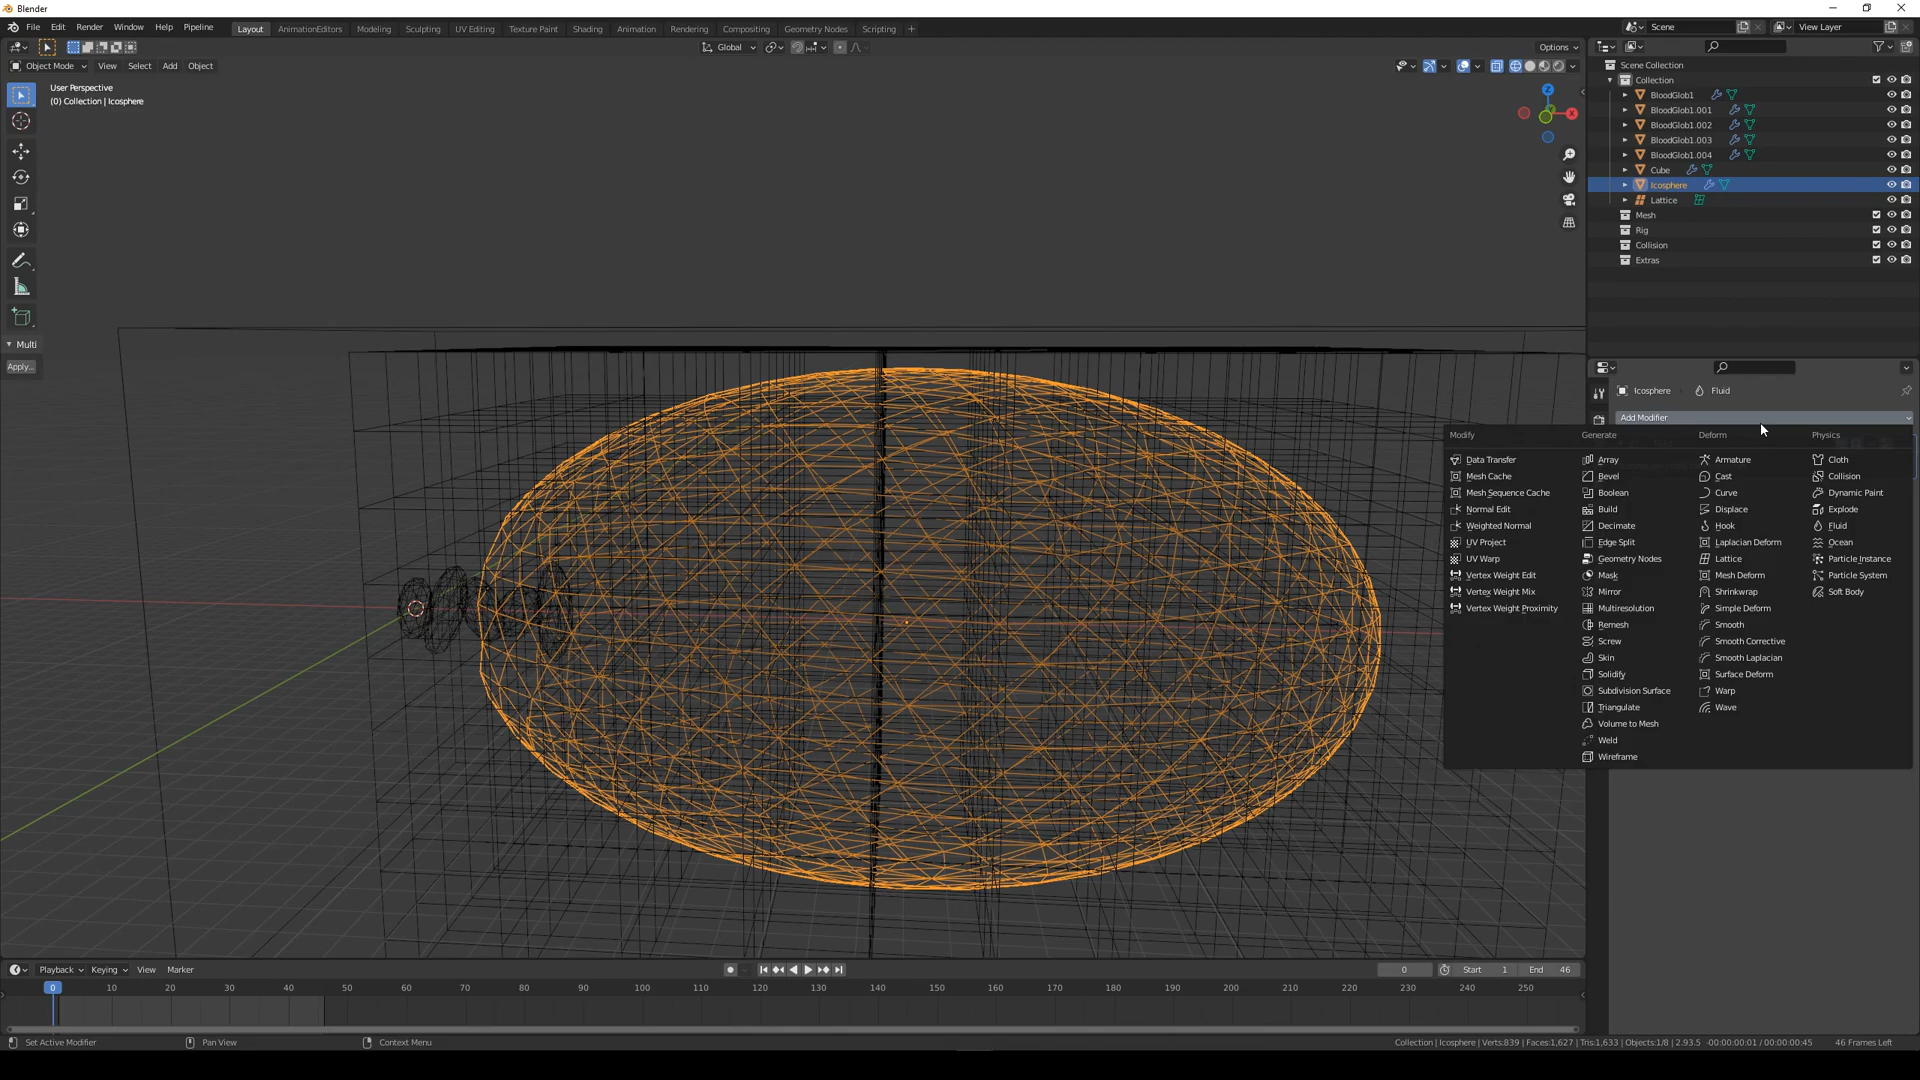 Blender
File Edit Render Window Help Pipeline
Layout AnimationEditors Modeling Sculpting UV Editing Texture Paint Shading Animation Rendering Compositing Geometry Nodes Scripting +
Scene View Layer
Global Options
Object Mode View Select Add Object
User Perspective
(0) Collection | Icosphere
Z
X
Multi
Apply...
Scene Collection
Collection
BloodGlob1
BloodGlob1.001
BloodGlob1.002
BloodGlob1.003
BloodGlob1.004
Cube
Icosphere
Lattice
Mesh
Rig
Collision
Extras
Icosphere Fluid
Add Modifier
Modify Generate Deform Physics
Data Transfer Array Armature Cloth
Mesh Cache Bevel Cast Collision
Mesh Sequence Cache Boolean Curve Dynamic Paint
Normal Edit Build Displace Explode
Weighted Normal Decimate Hook Fluid
UV Project Edge Split Laplacian Deform Ocean
UV Warp Geometry Nodes Lattice Particle Instance
Vertex Weight Edit Mask Mesh Deform Particle System
Vertex Weight Mix Mirror Shrinkwrap Soft Body
Vertex Weight Proximity Multiresolution Simple Deform
Remesh Smooth
Screw Smooth Corrective
Skin Smooth Laplacian
Solidify Surface Deform
Subdivision Surface Warp
Triangulate Wave
Volume to Mesh
Weld
Wireframe
Playback Keying View Marker 0 Start 1 End 46
0 10 20 30 40 50 60 70 80 90 100 110 120 130 140 150 160 170 180 190 200 210 220 230 240 250
Set Active Modifier Pan View Context Menu Collection | Icosphere | Verts:839 | Faces:1,627 | Tris:1,633 | Objects:1/8 | 2.93.5 -00:00:00:01 / 00:00:00:45 46 Frames Left